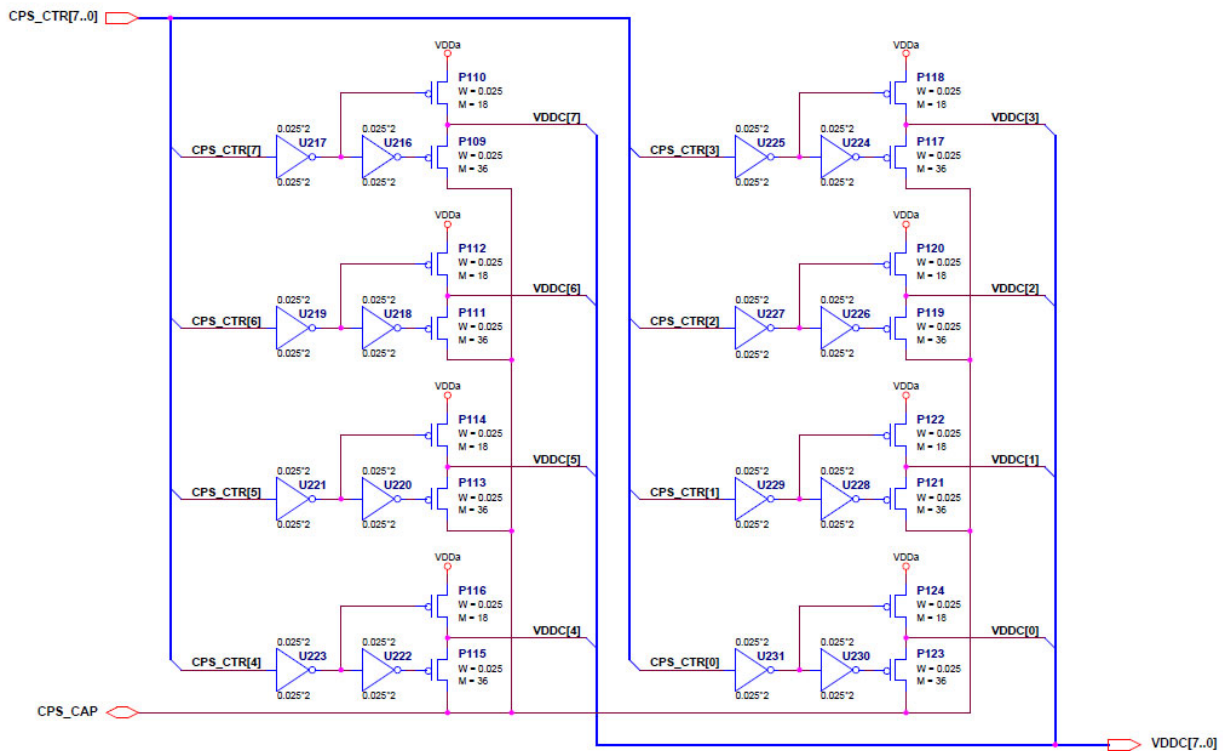 CPS_CTR[7..0]
VDDa
P110
W = 0.025
M = 18
VDDC[7]
0.025*2
U217
0.025*2
U216
P109
W = 0.025
M = 36
CPS_CTR[7]
0.025*2
0.025*2
VDDa
P118
W = 0.025
M = 18
VDDC[3]
0.025*2
U225
0.025*2
U224
P117
W = 0.025
M = 36
CPS_CTR[3]
0.025*2
0.025*2
VDDa
P112
W = 0.025
M = 18
VDDC[6]
0.025*2
U219
0.025*2
U218
P111
W = 0.025
M = 36
CPS_CTR[6]
0.025*2
0.025*2
VDDa
P120
W = 0.025
M = 18
VDDC[2]
0.025*2
U227
0.025*2
U226
P119
W = 0.025
M = 36
CPS_CTR[2]
0.025*2
0.025*2
VDDa
P114
W = 0.025
M = 18
VDDC[5]
0.025*2
U221
0.025*2
U220
P113
W = 0.025
M = 36
CPS_CTR[5]
0.025*2
0.025*2
VDDa
P122
W = 0.025
M = 18
VDDC[1]
0.025*2
U229
0.025*2
U228
P121
W = 0.025
M = 36
CPS_CTR[1]
0.025*2
0.025*2
VDDa
P116
W = 0.025
M = 18
VDDC[4]
0.025*2
U223
0.025*2
U222
P115
W = 0.025
M = 36
CPS_CTR[4]
0.025*2
0.025*2
VDDa
P124
W = 0.025
M = 18
VDDC[0]
0.025*2
U231
0.025*2
U230
P123
W = 0.025
M = 36
CPS_CTR[0]
0.025*2
0.025*2
CPS_CAP
VDDC[7..0]